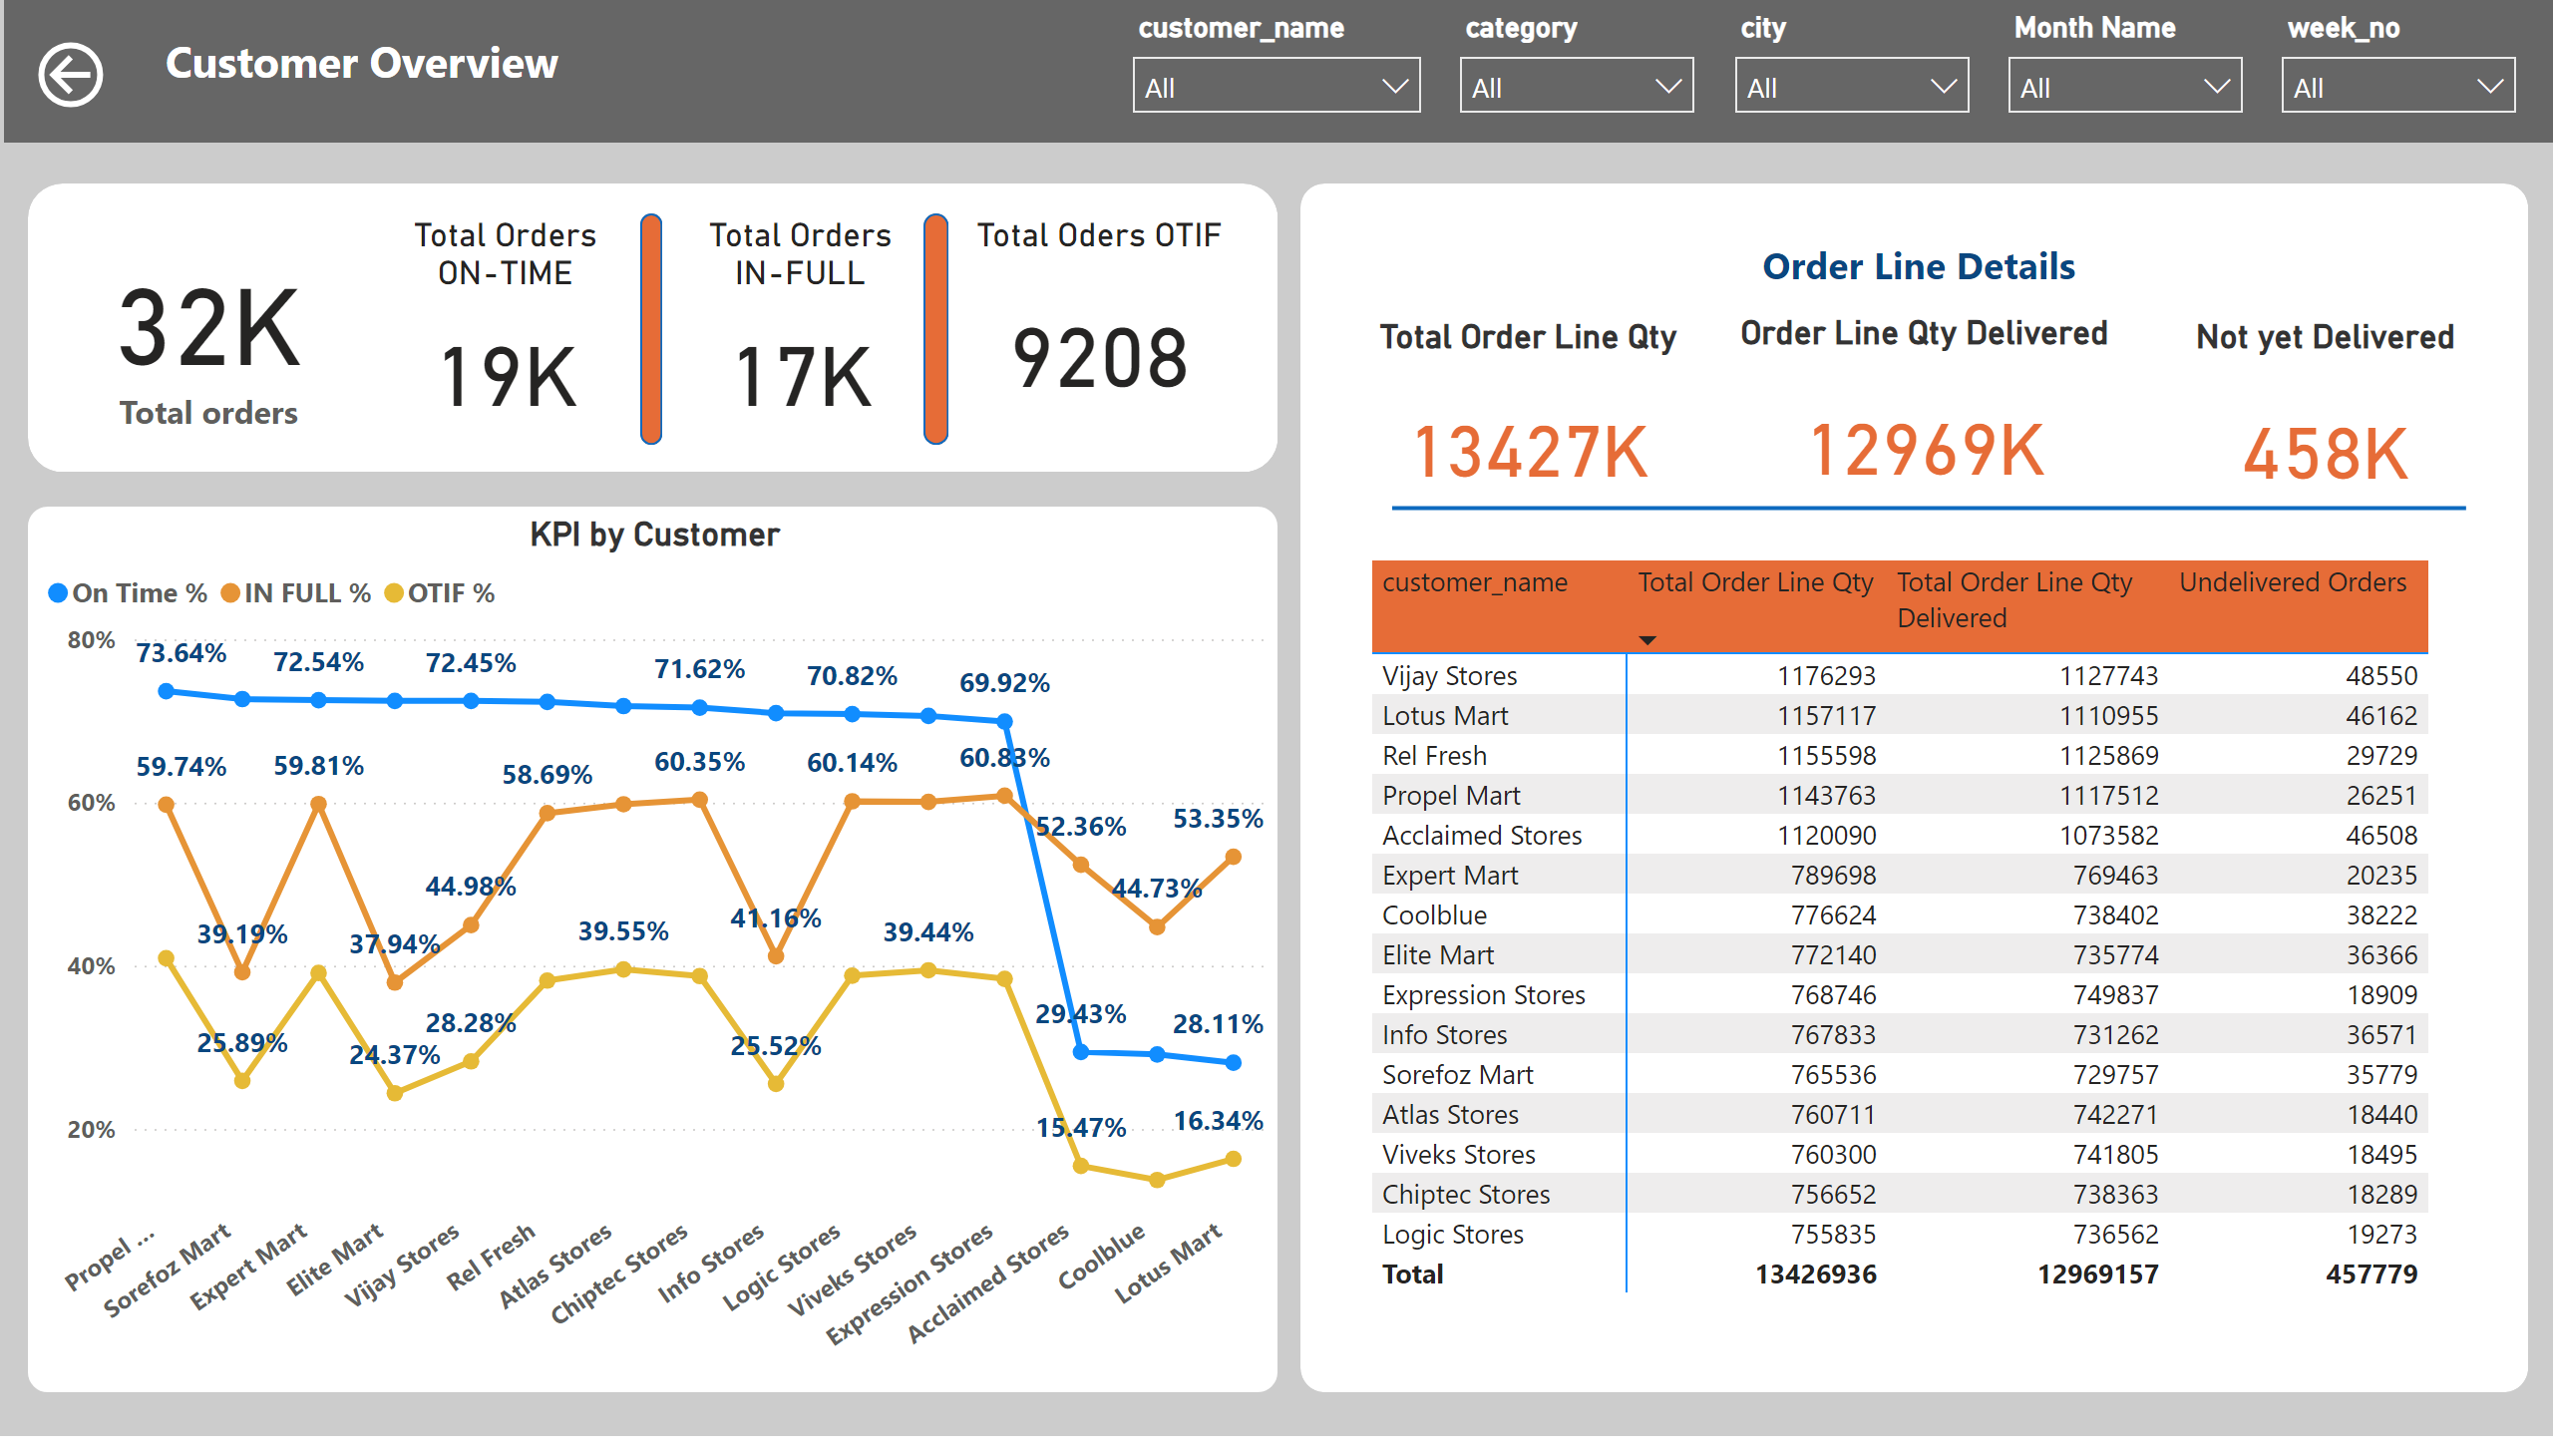 Customer Overview
customer_name
All
category
All
city
All
Month Name
All
week_no
All
32K
Total orders
Total Orders
ON-TIME
19K
Total Orders
IN-FULL
17K
Total Oders OTIF
9208
KPI by Customer
On Time % IN FULL % OTIF %
80%
60%
40%
20%
73.64% 72.54% 72.45% 71.62% 70.82% 69.92%
59.74% 59.81% 58.69% 60.35% 60.14% 60.83%
52.36% 53.35%
39.19% 37.94% 44.98% 41.16% 44.73%
39.55% 39.44%
25.89% 24.37% 28.28% 25.52% 29.43% 28.11%
15.47% 16.34%
Propel ...
Sorefoz Mart
Expert Mart
Elite Mart
Vijay Stores
Rel Fresh
Atlas Stores
Chiptec Stores
Info Stores
Logic Stores
Viveks Stores
Expression Stores
Acclaimed Stores
Coolblue
Lotus Mart
Order Line Details
Total Order Line Qty
13427K
Order Line Qty Delivered
12969K
Not yet Delivered
458K
customer_name Total Order Line Qty Total Order Line Qty Undelivered Orders
Delivered
Vijay Stores 1176293 1127743 48550
Lotus Mart 1157117 1110955 46162
Rel Fresh 1155598 1125869 29729
Propel Mart 1143763 1117512 26251
Acclaimed Stores 1120090 1073582 46508
Expert Mart 789698 769463 20235
Coolblue 776624 738402 38222
Elite Mart 772140 735774 36366
Expression Stores 768746 749837 18909
Info Stores 767833 731262 36571
Sorefoz Mart 765536 729757 35779
Atlas Stores 760711 742271 18440
Viveks Stores 760300 741805 18495
Chiptec Stores 756652 738363 18289
Logic Stores 755835 736562 19273
Total 13426936 12969157 457779